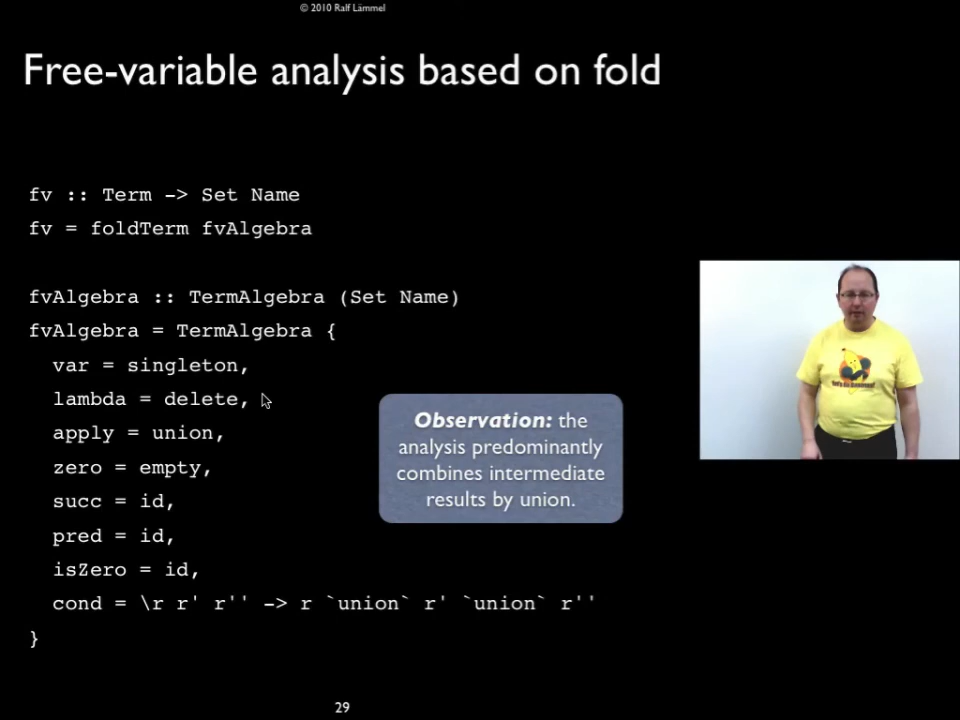 © 2010 Ralf Lämmel
Free-variable analysis based on fold
fv :: Term -> Set Name
fv = foldTerm fvAlgebra
fvAlgebra :: TermAlgebra (Set Name)
fvAlgebra = TermAlgebra {
var = singleton,
lambda = delete,
apply = union,
zero = empty,
succ = id,
pred = id,
isZero = id,
cond = \r r' r'' -> r `union` r' `union` r''
}
Observation: the
analysis predominantly
combines intermediate
results by union.
29